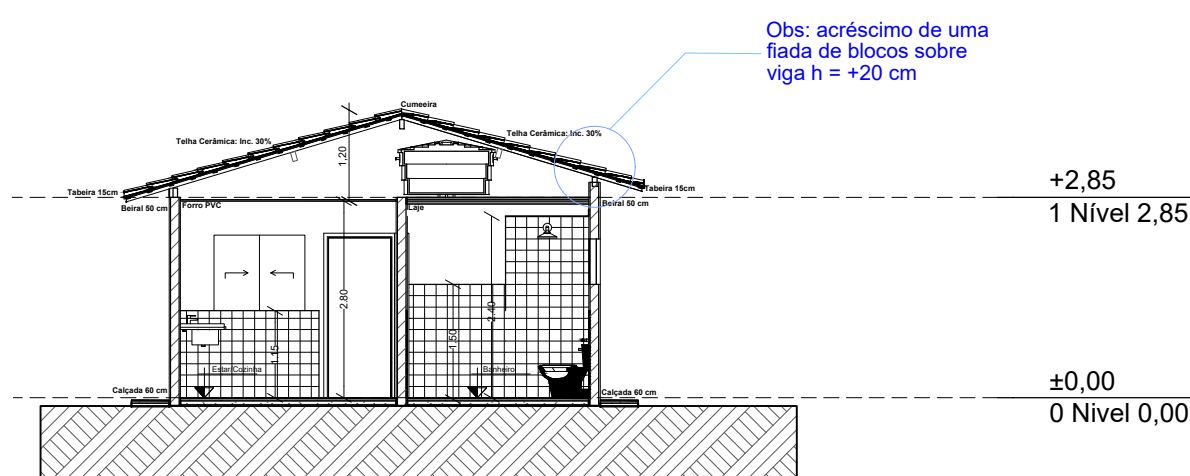 Obs: acréscimo de uma
fiada de blocos sobre
viga h = +20 cm
Cumeeira
Telha Cerâmica: Inc. 30%
Telha Cerâmica: Inc. 30%
1,20
Tabeira 15cm
Tabeira 15cm
+2,85
1 Nível 2,85
Beiral 50 cm
Forro PVC
Laje
Beiral 50 cm
2.80
2.40
1.50
1.15
Estar/Cozinha
Banheiro
Calçada 60 cm
Calçada 60 cm
±0,00
0 Nivel 0,00